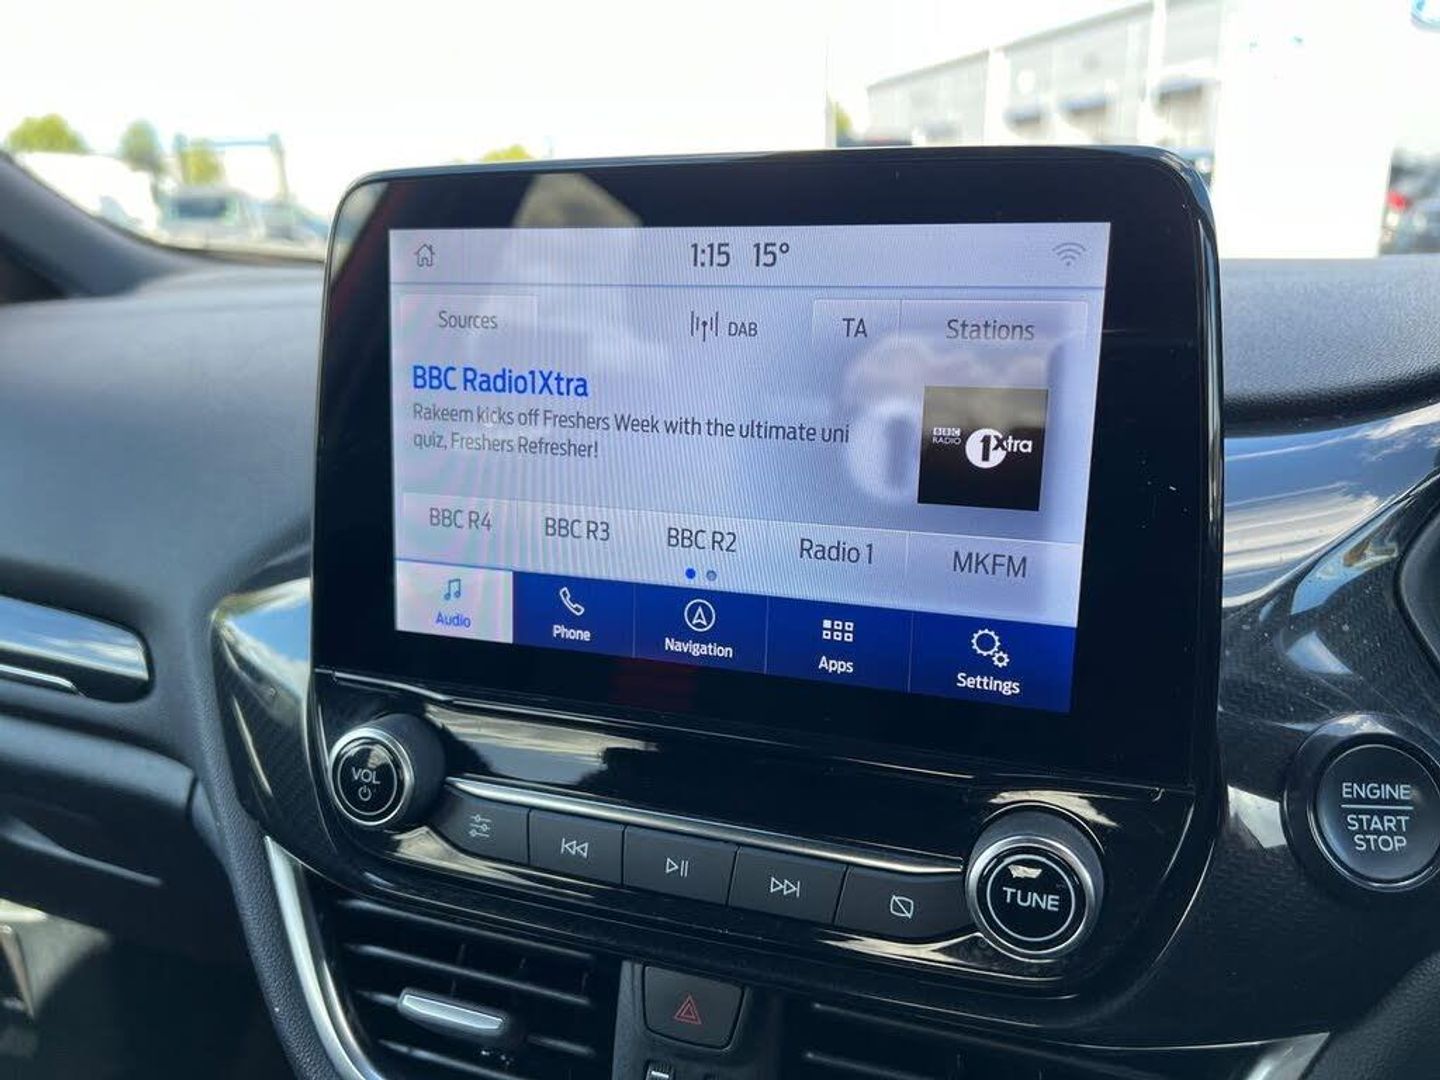 1:15 15°
Sources DAB TA Stations
BBC Radio1Xtra
Rakeem kicks off Freshers Week with the ultimate uni
quiz, Freshers Refresher!
BBC
RADIO
1Xtra
BBC R4 BBC R3 BBC R2 Radio 1 MKFM
Audio Phone Navigation Apps Settings
VOL
TUNE
ENGINE
START
STOP